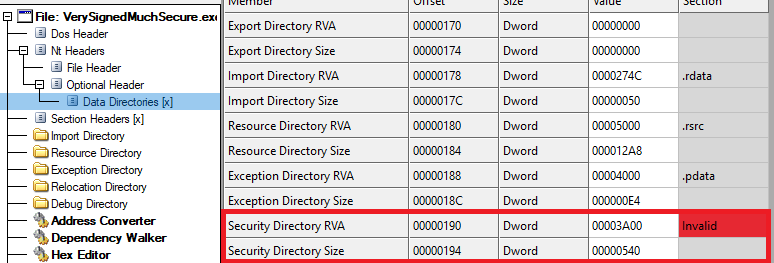 File: VerySignedMuchSecure.exe
Dos Header
Nt Headers
File Header
Optional Header
Data Directories [x]
Section Headers [x]
Import Directory
Resource Directory
Exception Directory
Relocation Directory
Debug Directory
Address Converter
Dependency Walker
Hex Editor
Member Offset Size Value Section
Export Directory RVA 00000170 Dword 00000000
Export Directory Size 00000174 Dword 00000000
Import Directory RVA 00000178 Dword 0000274C .rdata
Import Directory Size 0000017C Dword 00000050
Resource Directory RVA 00000180 Dword 00005000 .rsrc
Resource Directory Size 00000184 Dword 000012A8
Exception Directory RVA 00000188 Dword 00004000 .pdata
Exception Directory Size 0000018C Dword 000000E4
Security Directory RVA 00000190 Dword 00003A00 Invalid
Security Directory Size 00000194 Dword 00000540